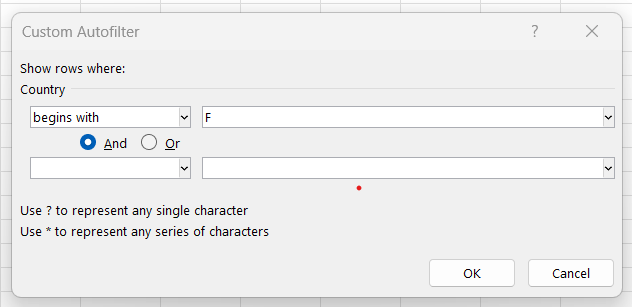 Custom Autofilter ?
Show rows where:
Country
begins with F
And Or
Use ? to represent any single character
Use * to represent any series of characters
OK Cancel